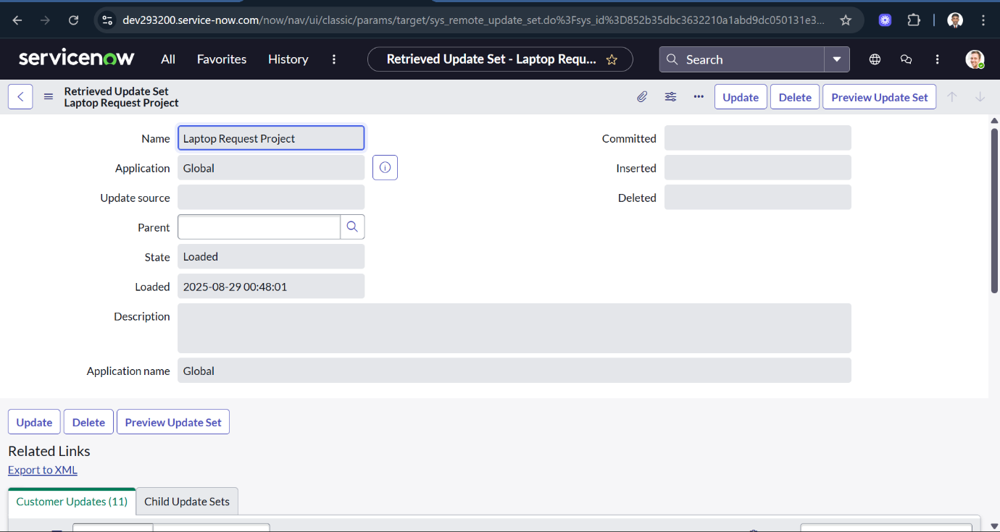 dev293200.service-now.com/now/nav/ui/classic/params/target/sys_remote_update_set.do%3Fsys_id%3D852b35dbc3632210a1abd9dc050131e3...
servicenow All Favorites History Retrieved Update Set - Laptop Requ... Search
Retrieved Update Set
Laptop Request Project
Update Delete Preview Update Set
Name Laptop Request Project Committed
Application Global Inserted
Update source Deleted
Parent
State Loaded
Loaded 2025-08-29 00:48:01
Description
Application name Global
Update Delete Preview Update Set
Related Links
Export to XML
Customer Updates (11) Child Update Sets